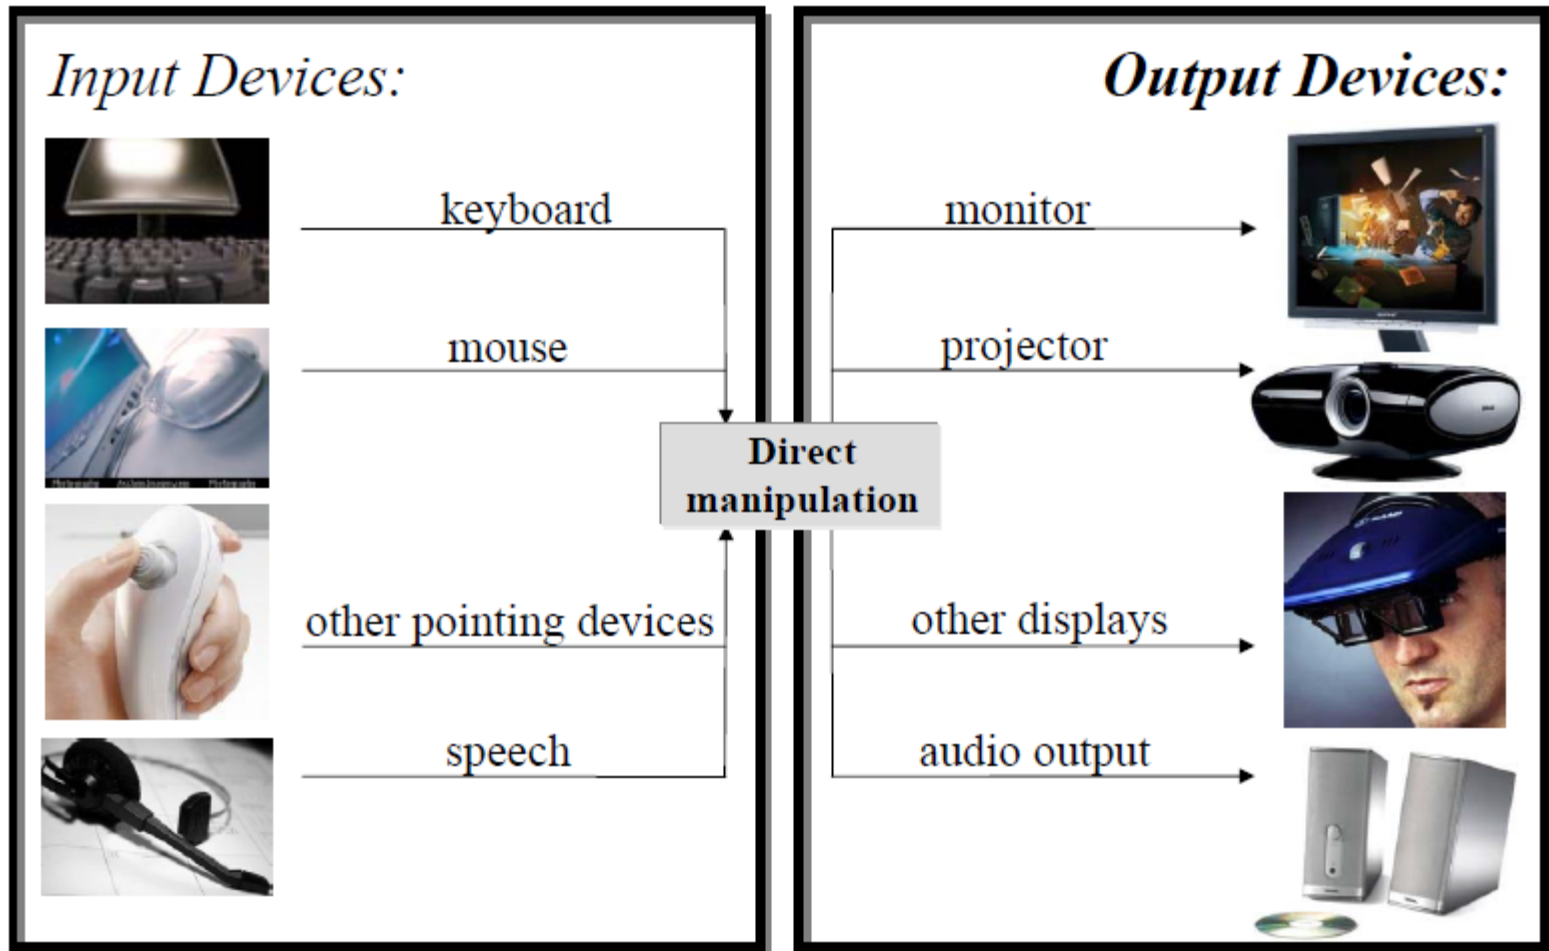 Input Devices:
keyboard
mouse
other pointing devices
speech
Direct
manipulation
Output Devices:
monitor
projector
other displays
audio output